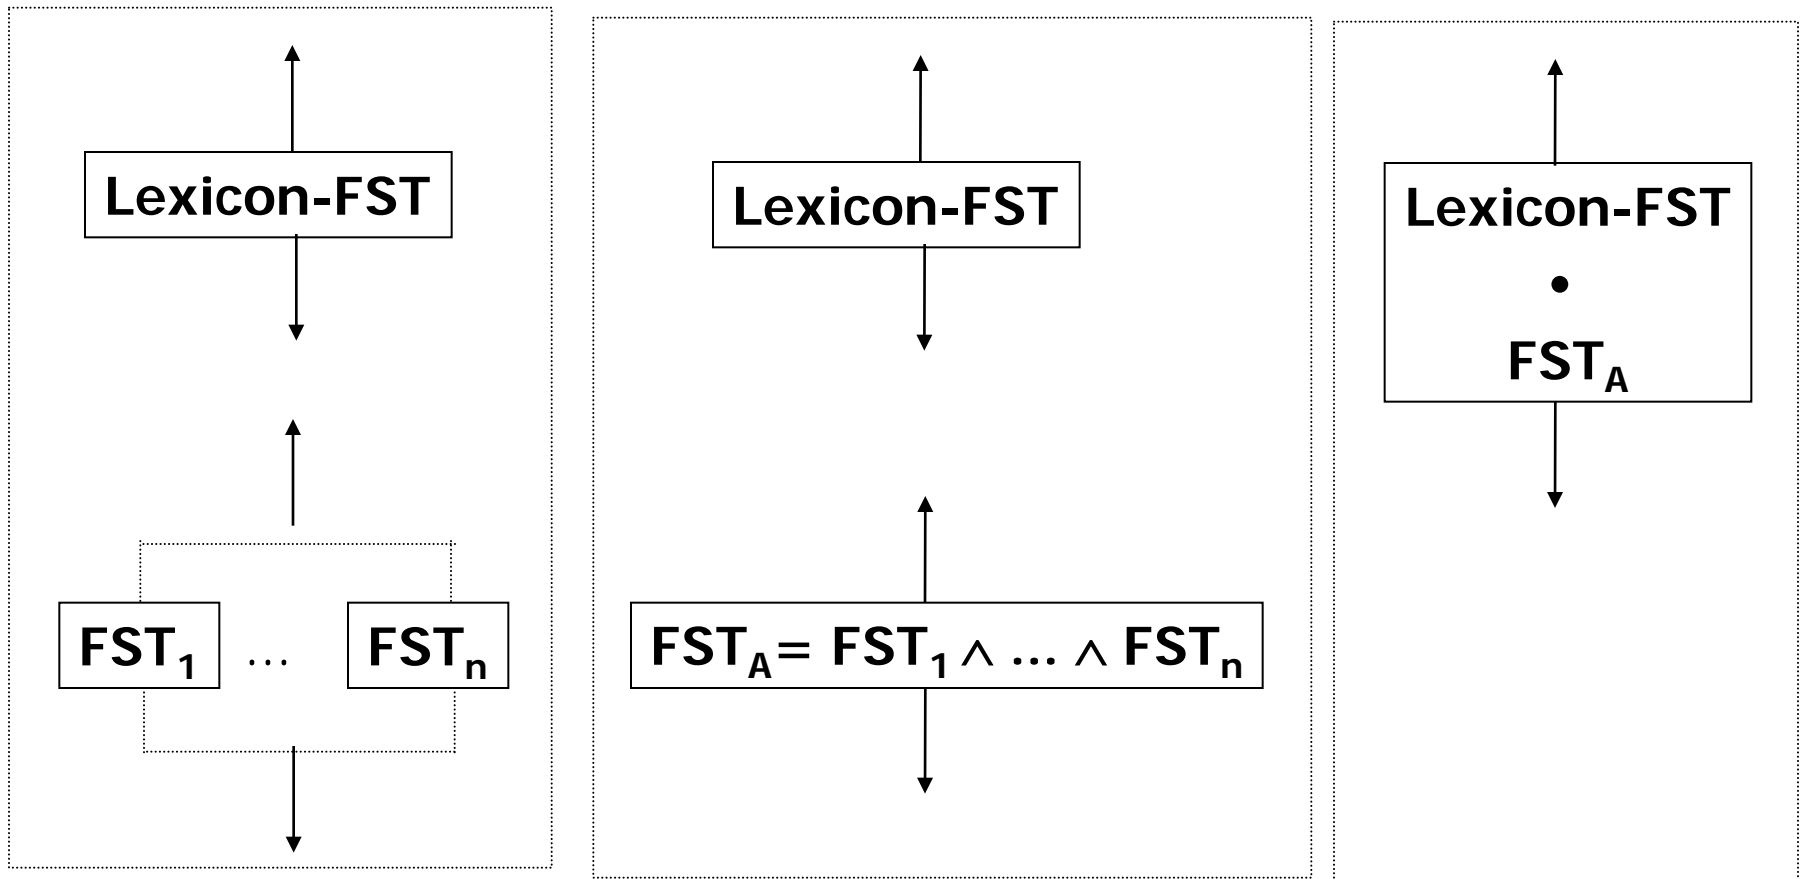 Lexicon-FST
FST1 ... FSTn
Lexicon-FST
FSTA= FST1 ∧ ... ∧ FSTn
Lexicon-FST
•
FSTA